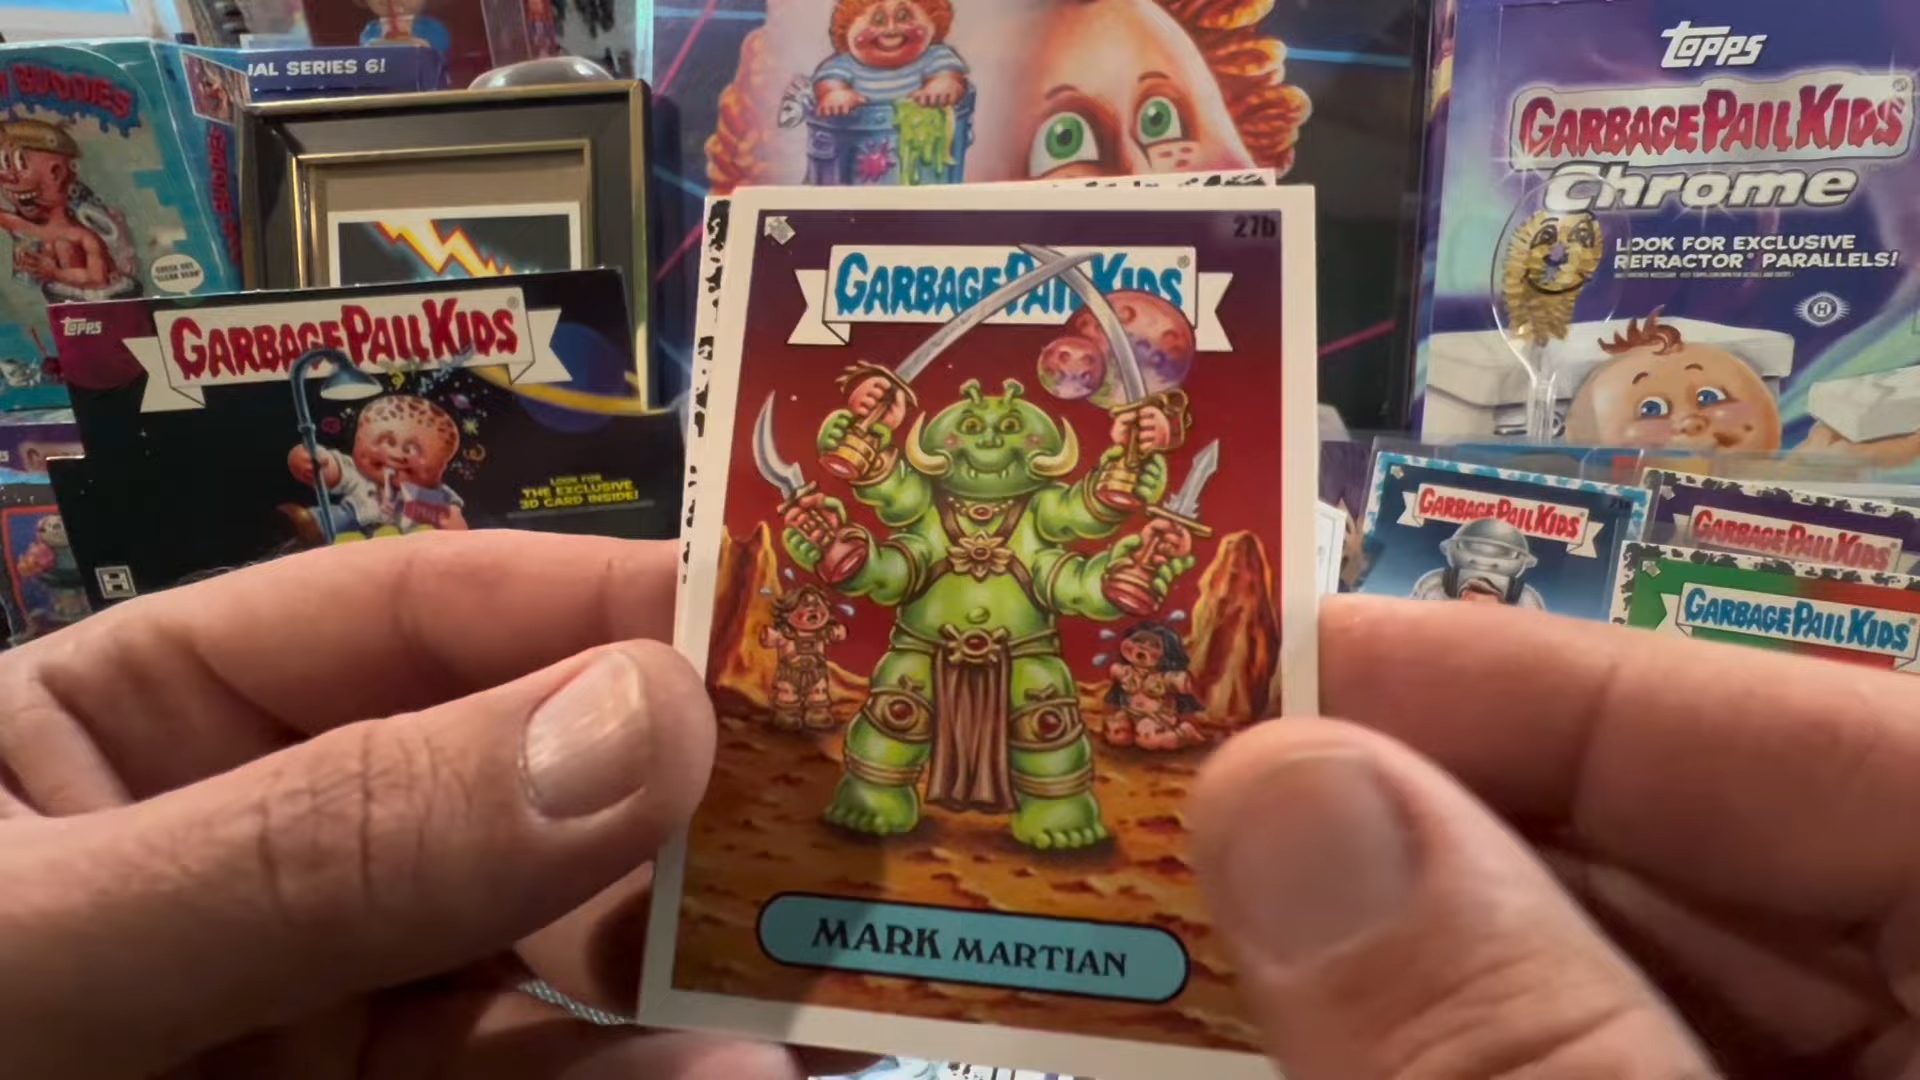 IAL SERIES 6!
BUDDIES
BUDDIES
topps
GARBAGE PAIL KIDS
LOOK FOR
THE EXCLUSIVE
3D CARD INSIDE!
H
27b
GARBAGE PAIL KIDS
MARK MARTIAN
topps
GARBAGE PAIL KIDS
Chrome
LOOK FOR EXCLUSIVE
REFRACTOR PARALLELS!
H
GARBAGE PAIL KIDS
GARBAGE PAIL KIDS
GARBAGE PAIL KIDS